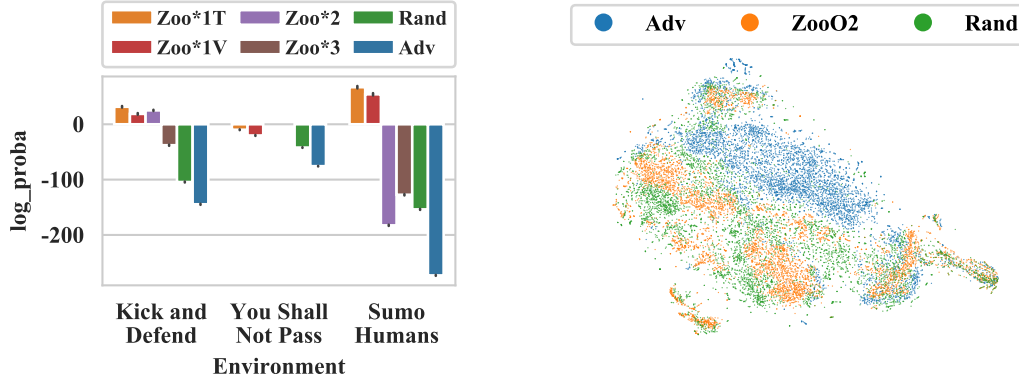 Zoo*1T Zoo*2 Rand
Zoo*1V Zoo*3 Adv
log_proba
0
-100
-200
Kick and Defend
You Shall Not Pass
Sumo Humans
Environment
Adv ZooO2 Rand